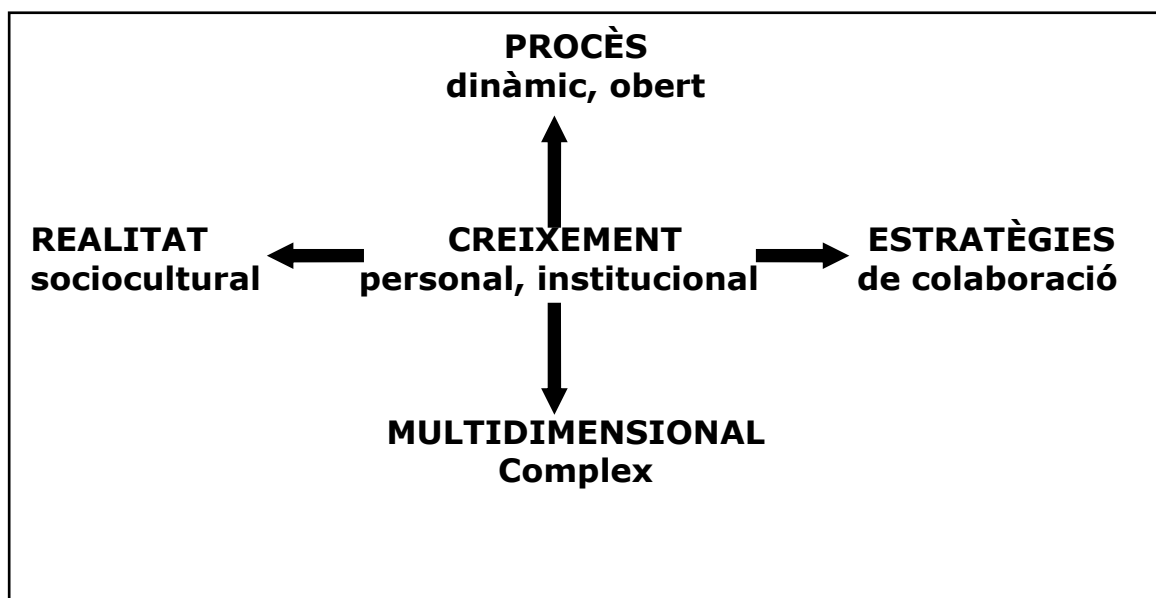 PROCÈS
dinàmic, obert
REALITAT
sociocultural
CREIXEMENT
personal, institucional
ESTRATÈGIES
de colaboració
MULTIDIMENSIONAL
Complex